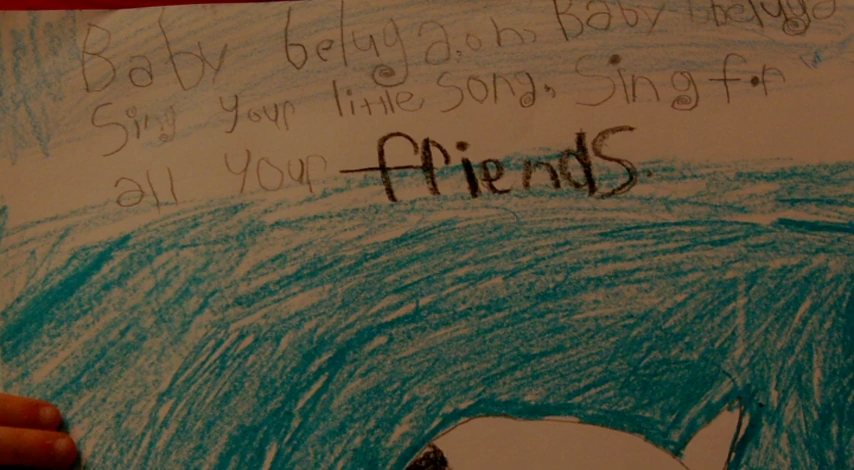 Baby beluga, oh, Baby beluga
Sing your little song. Sing for
all your friends.